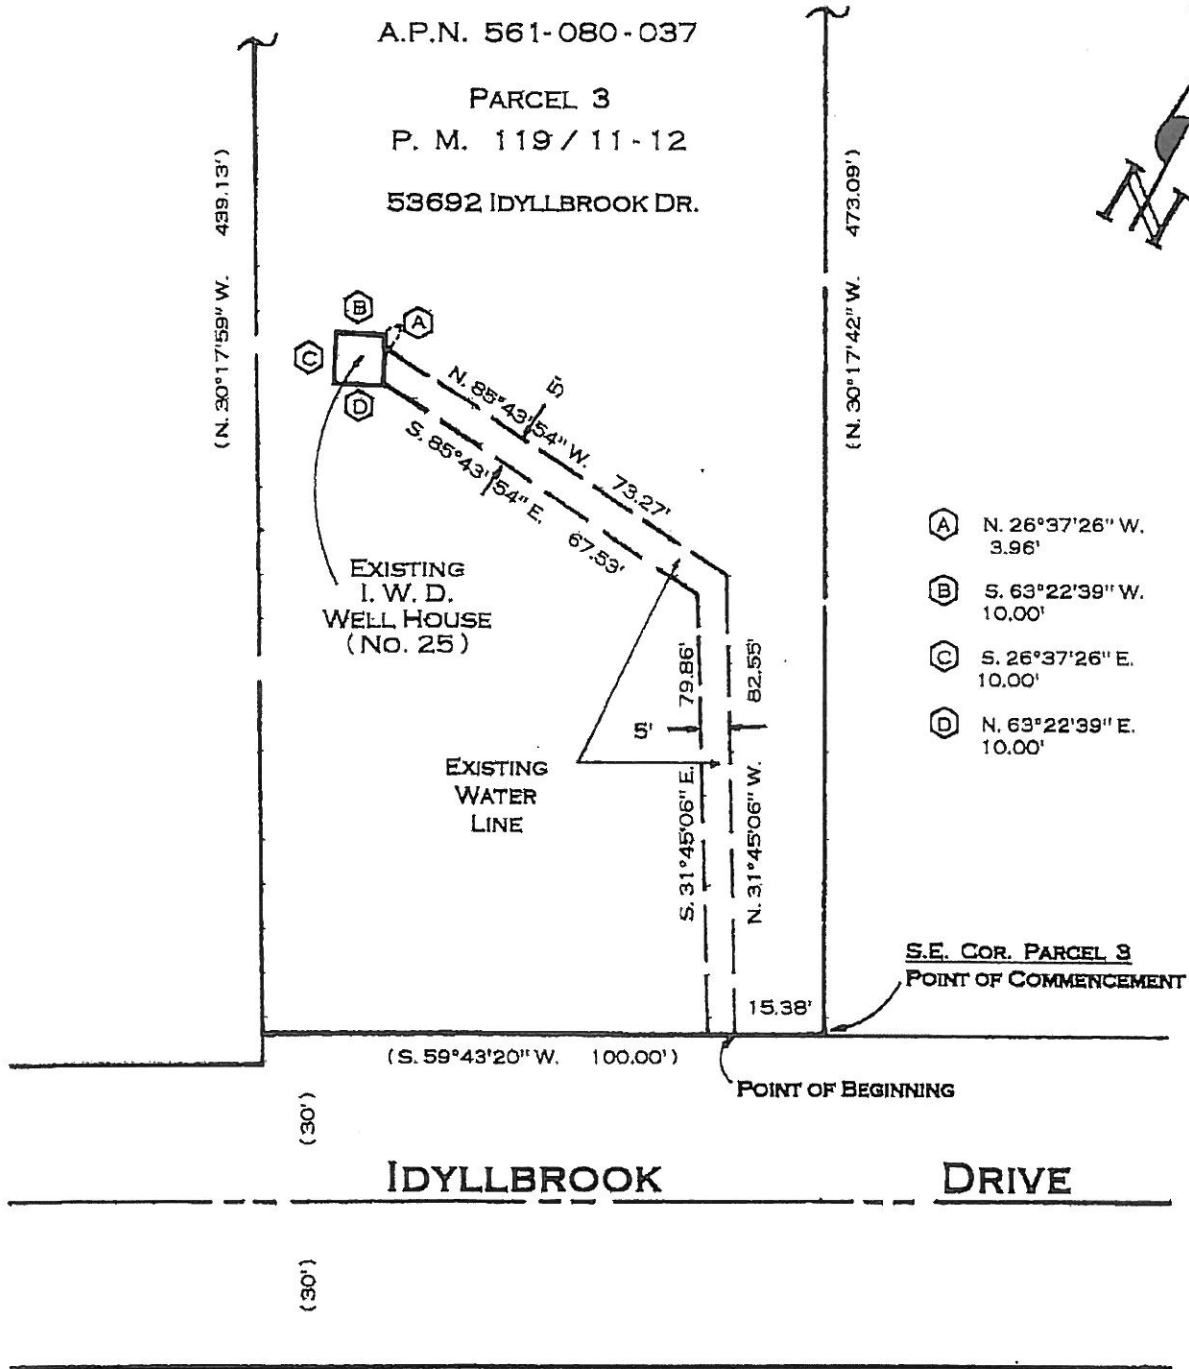 A.P.N. 561-080-037
PARCEL 3
P. M. 119 / 11-12
53692 IDYLLBROOK DR.
(N. 30°17'59" W. 439.13')
(N. 30°17'42" W. 473.09')
N
B
A
C
D
N. 85°43'54" W. 73.27'
5'
S. 85°43'54" E. 67.53'
EXISTING
I. W. D.
WELL HOUSE
(No. 25)
A N. 26°37'26" W.
3.96'
B S. 63°22'39" W.
10.00'
C S. 26°37'26" E.
10.00'
D N. 63°22'39" E.
10.00'
S. 31°45'06" E. 79.86'
N. 31°45'06" W. 82.55'
5'
EXISTING
WATER
LINE
S.E. COR. PARCEL 3
POINT OF COMMENCEMENT
15.38'
(S. 59°43'20" W. 100.00')
POINT OF BEGINNING
(30')
IDYLLBROOK DRIVE
(30')